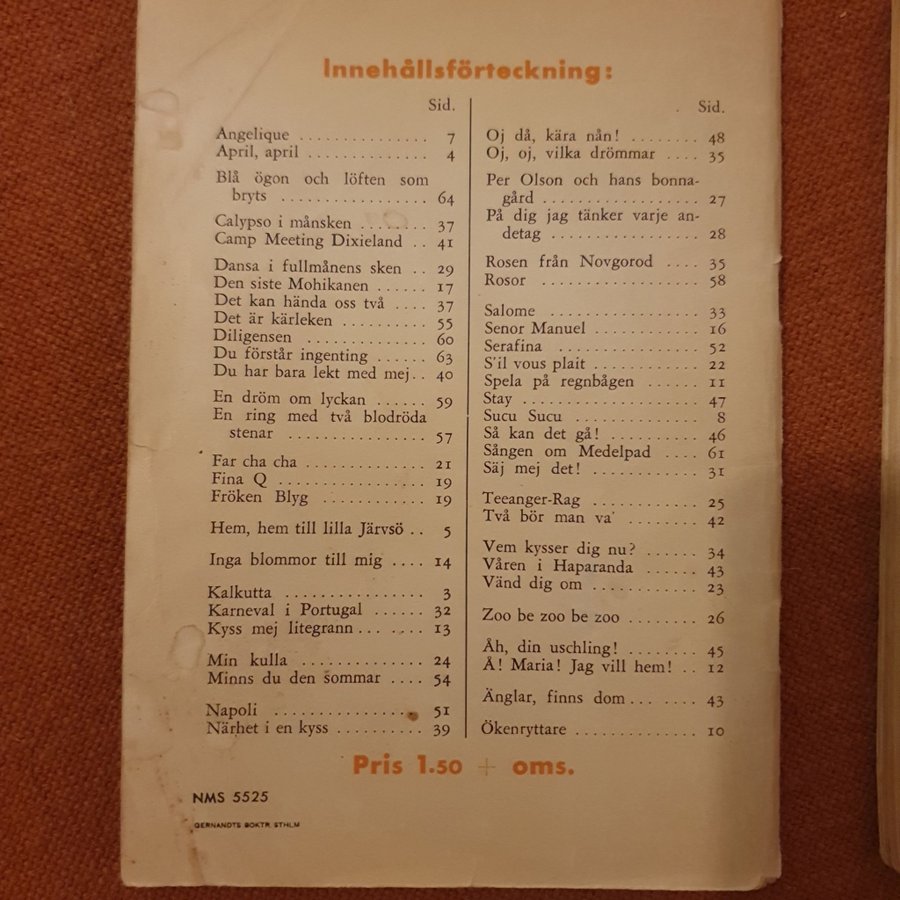 Innehållsförteckning:
Sid.
Angelique .............. 7
April, april ............. 4
Blå ögon och löften som
bryts ................ 64
Calypso i månsken ........ 37
Camp Meeting Dixieland .. 41
Dansa i fullmånens sken .. 29
Den siste Mohikanen ...... 17
Det kan hända oss två .... 37
Det är kärleken .......... 55
Diligensen .............. 60
Du förstår ingenting ...... 63
Du har bara lekt med mej.. 40
En dröm om lyckan ...... 59
En ring med två blodröda
stenar ............... 57
Far cha cha ............. 21
Fina Q ................. 19
Fröken Blyg ............ 19
Hem, hem till lilla Järvsö .. 5
Inga blommor till mig .... 14
Kalkutta ................ 3
Karneval i Portugal ...... 32
Kyss mej litegrann... .... 13
Min kulla .............. 24
Minns du den sommar .... 54
Napoli ................. 51
Närhet i en kyss .......... 39
Sid.
Oj då, kära nån! ........ 48
Oj, oj, vilka drömmar .... 35
Per Olson och hans bonna-
gård ................. 27
På dig jag tänker varje an-
detag ................ 28
Rosen från Novgorod .... 35
Rosor .................. 58
Salome ................. 33
Senor Manuel ............ 16
Serafina ................ 52
S'il vous plait ............ 22
Spela på regnbågen ...... 11
Stay .................... 47
Sucu Sucu .............. 8
Så kan det gå! .......... 46
Sången om Medelpad .... 61
Säj mej det! ............ 31
Teeanger-Rag ............ 25
Två bör man va' ........ 42
Vem kysser dig nu? ...... 34
Våren i Haparanda ...... 43
Vänd dig om ............ 23
Zoo be zoo be zoo ........ 26
Åh, din uschling! ........ 45
Å! Maria! Jag vill hem! .. 12
Änglar, finns dom... .... 43
Ökenryttare .............. 10
Pris 1.50 + oms.
NMS 5525
GERNANDTS BOKTR. STHLM